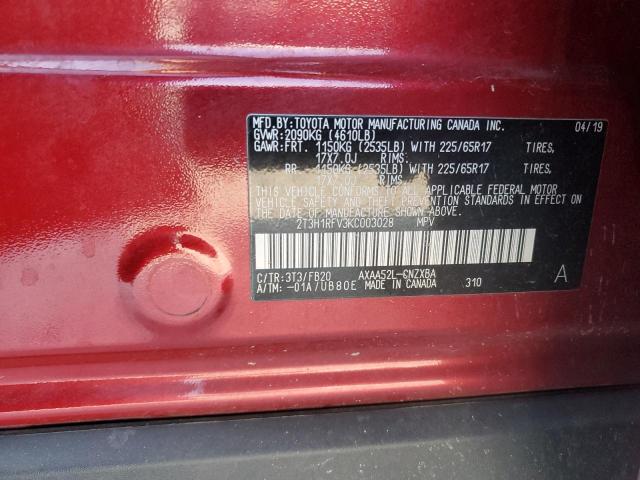 MFD.BY: TOYOTA MOTOR MANUFACTURING CANADA INC. 04/19
GVWR: 2090KG (4610LB)
GAWR: FRT. 1150KG (2535LB) WITH 225/65R17 TIRES,
17X7.0J RIMS.
RR. 1150KG (2535LB) WITH 225/65R17 TIRES,
17X7.0J RIMS.
THIS VEHICLE CONFORMS TO ALL APPLICABLE FEDERAL MOTOR
VEHICLE SAFETY, AND THEFT PREVENTION STANDARDS IN EFFECT ON
THE DATE OF MANUFACTURE SHOWN ABOVE.
2T3H1RFV3KC003028 MPV
C/TR: 3T3/FB20 AXAA52L-CNZXBA A
A/TM: -01A/UB80E MADE IN CANADA 310